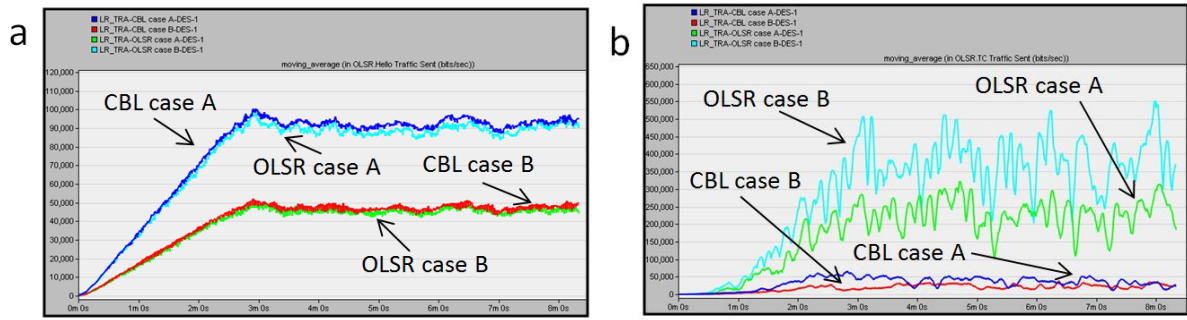 a
LR_TRA-CBL case A-DES-1
LR_TRA-CBL case B-DES-1
LR_TRA-OLSR case A-DES-1
LR_TRA-OLSR case B-DES-1
moving_average (in OLSR.Hello Traffic Sent (bits/sec))
120,000
110,000
100,000
90,000
80,000
70,000
60,000
50,000
40,000
30,000
20,000
10,000
0
CBL case A
OLSR case A
CBL case B
OLSR case B
0m 0s 1m 0s 2m 0s 3m 0s 4m 0s 5m 0s 6m 0s 7m 0s 8m 0s
b
LR_TRA-CBL case A-DES-1
LR_TRA-CBL case B-DES-1
LR_TRA-OLSR case A-DES-1
LR_TRA-OLSR case B-DES-1
moving_average (in OLSR.TC Traffic Sent (bits/sec))
650,000
600,000
550,000
500,000
450,000
400,000
350,000
300,000
250,000
200,000
150,000
100,000
50,000
0
OLSR case B
OLSR case A
CBL case B
CBL case A
0m 0s 1m 0s 2m 0s 3m 0s 4m 0s 5m 0s 6m 0s 7m 0s 8m 0s